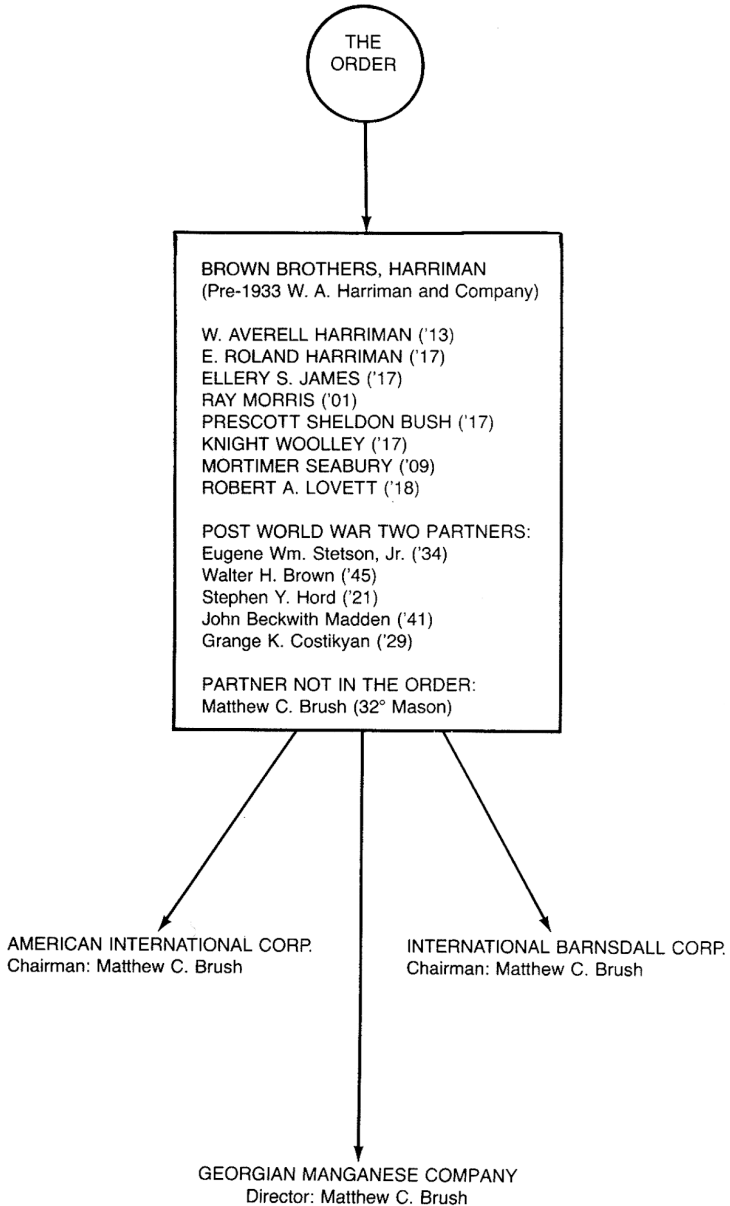 THE
ORDER
BROWN BROTHERS, HARRIMAN
(Pre-1933 W. A. Harriman and Company)
W. AVERELL HARRIMAN ('13)
E. ROLAND HARRIMAN ('17)
ELLERY S. JAMES ('17)
RAY MORRIS ('01)
PRESCOTT SHELDON BUSH ('17)
KNIGHT WOOLLEY ('17)
MORTIMER SEABURY ('09)
ROBERT A. LOVETT ('18)
POST WORLD WAR TWO PARTNERS:
Eugene Wm. Stetson, Jr. ('34)
Walter H. Brown ('45)
Stephen Y. Hord ('21)
John Beckwith Madden ('41)
Grange K. Costikyan ('29)
PARTNER NOT IN THE ORDER:
Matthew C. Brush (32° Mason)
AMERICAN INTERNATIONAL CORP.
Chairman: Matthew C. Brush
INTERNATIONAL BARNSDALL CORP.
Chairman: Matthew C. Brush
GEORGIAN MANGANESE COMPANY
Director: Matthew C. Brush